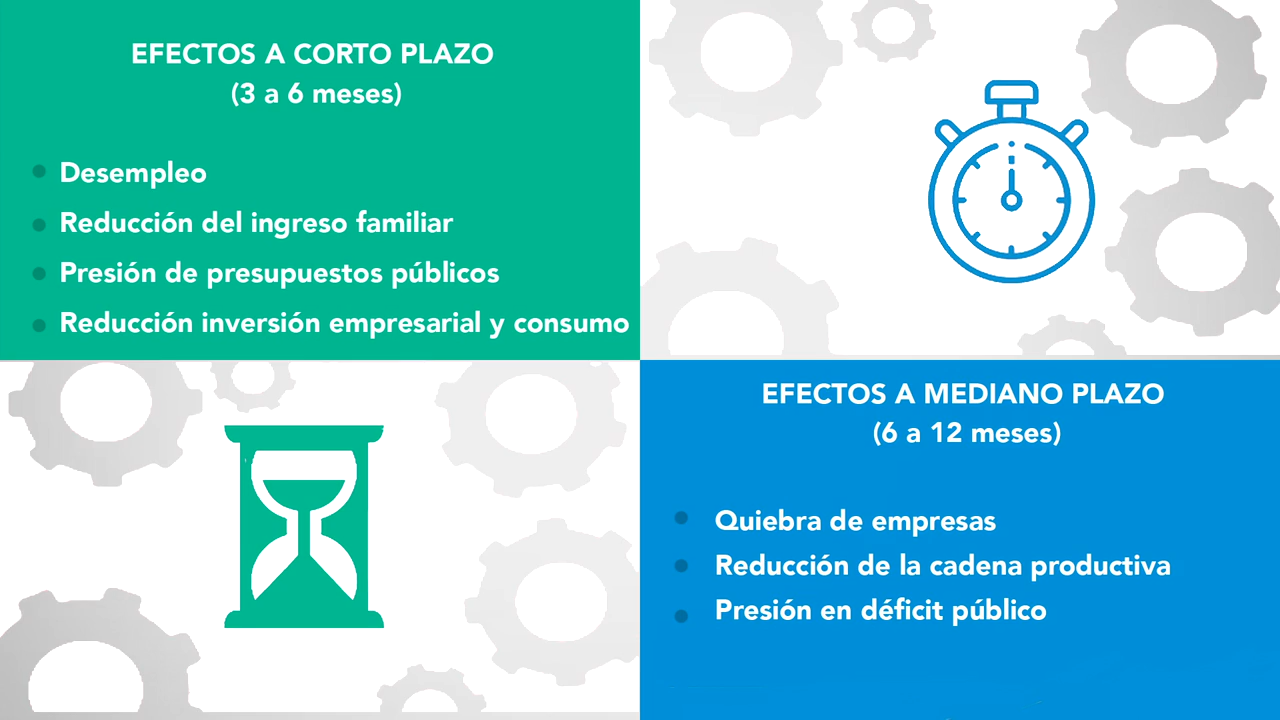 EFECTOS A CORTO PLAZO
(3 a 6 meses)
Desempleo
Reducción del ingreso familiar
Presión de presupuestos públicos
Reducción inversión empresarial y consumo
EFECTOS A MEDIANO PLAZO
(6 a 12 meses)
Quiebra de empresas
Reducción de la cadena productiva
Presión en déficit público